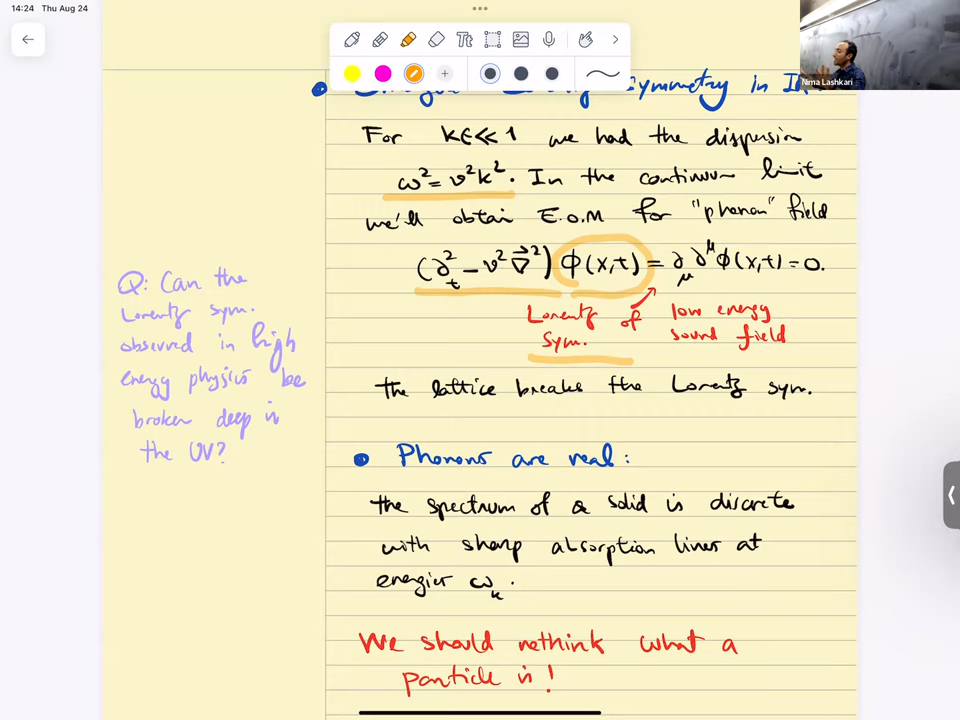 14:24 Thu Aug 24
Nima Lashkari
Symmetry in
For kϵ≪1 we had the dispersion
ω² = v²k². In the continuum limit
we'll obtain E.O.M for "phonon" field
(∂ₜ² − v²∇⃗²) ϕ(x,t) = ∂_μ ∂^μ ϕ(x,t) = 0.
Lorentz of low energy
Sym. sound field
the lattice breaks the Lorentz sym.
Q: Can the
Lorentz sym.
observed in high
energy physics be
broken deep in
the UV?
• Phonons are real:
the spectrum of a solid is discrete
with sharp absorption lines at
energies ωₖ.
We should rethink what a
particle is!